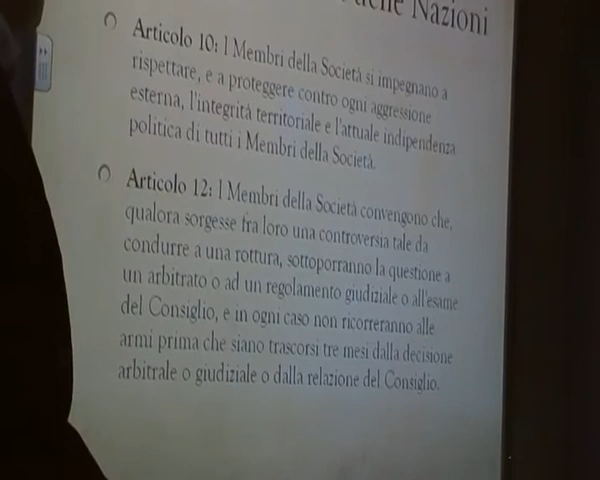 Nazioni
Articolo 10: I Membri della Società si impegnano a
rispettare, e a proteggere contro ogni aggressione
esterna, l'integrità territoriale e l'attuale indipendenza
politica di tutti i Membri della Società.
Articolo 12: I Membri della Società convengono che,
qualora sorgesse fra loro una controversia tale da
condurre a una rottura, sottoporranno la questione a
un arbitrato o ad un regolamento giudiziale o all'esame
del Consiglio, e in ogni caso non ricorreranno alle
armi prima che siano trascorsi tre mesi dalla decisione
arbitrale o giudiziale o dalla relazione del Consiglio.